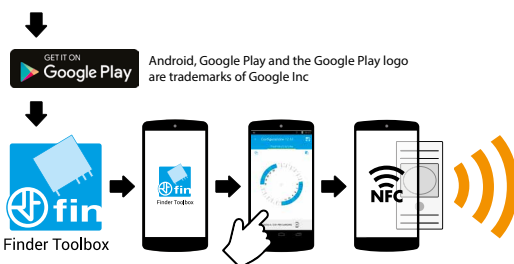 GET IT ON
Google Play
Android, Google Play and the Google Play logo
are trademarks of Google Inc
fin
Finder Toolbox
fin
Finder Toolbox
NFC